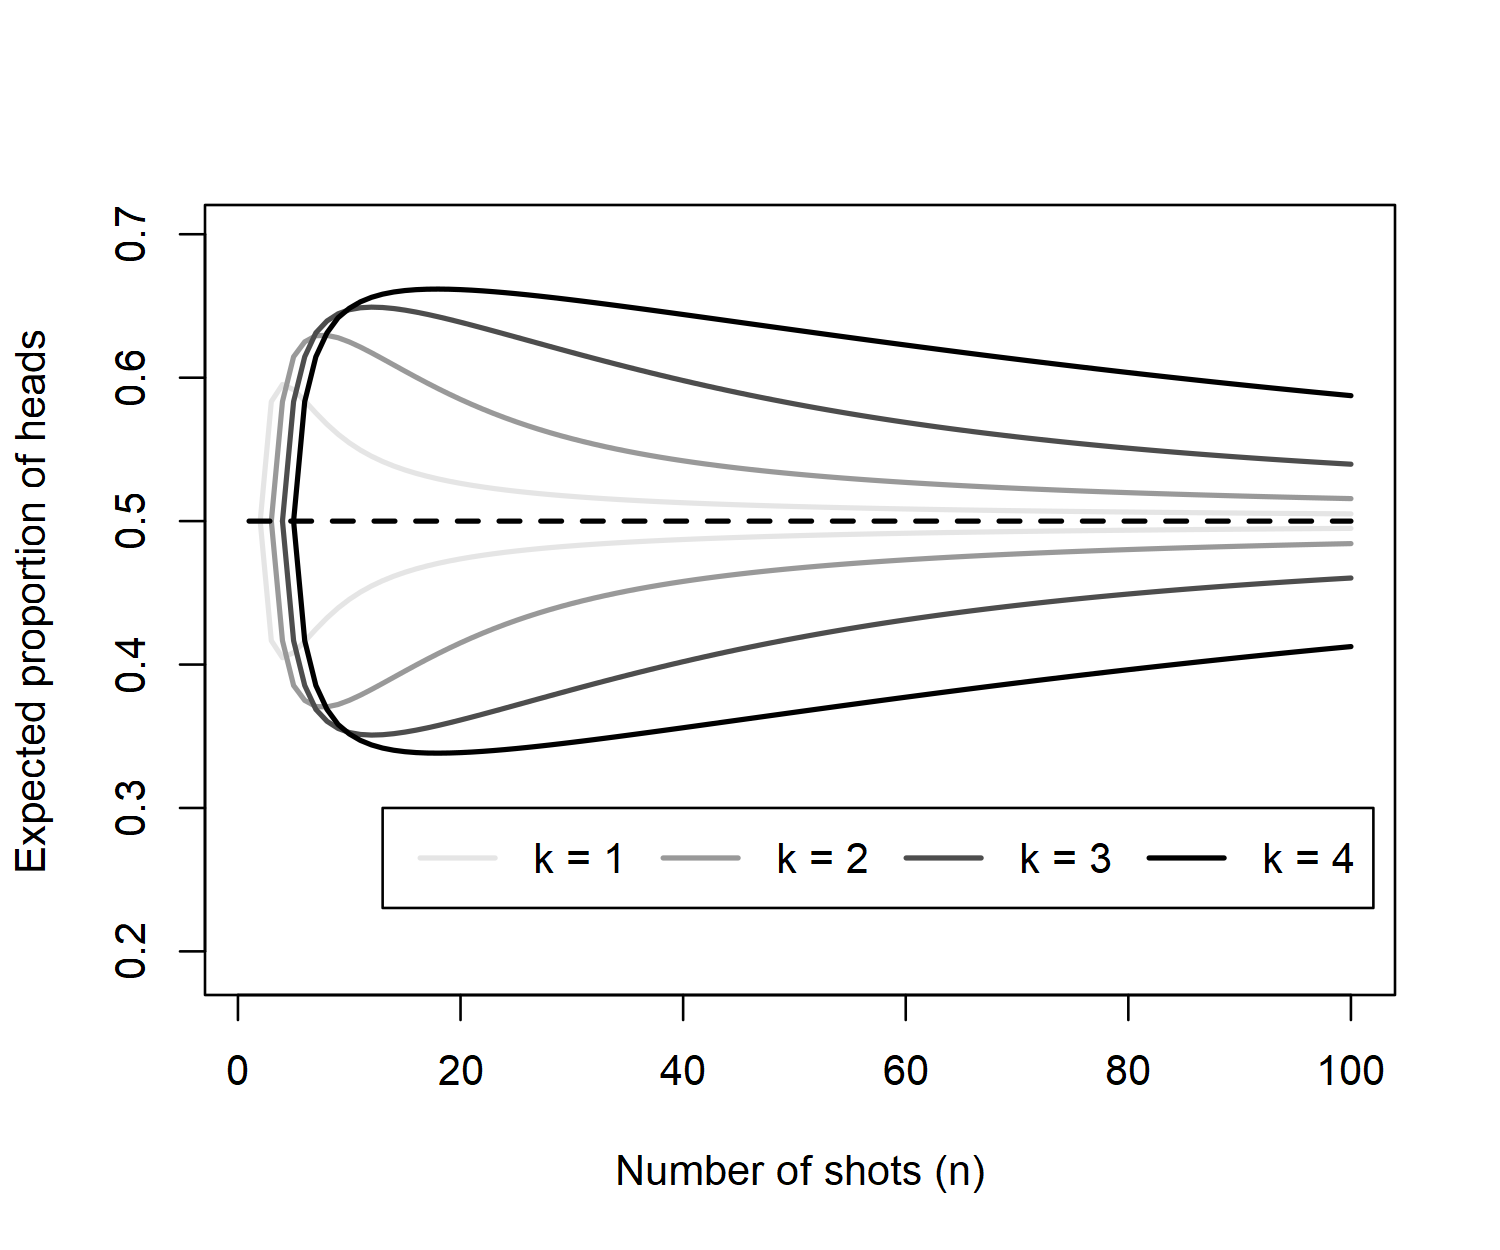 Expected proportion of heads
0.7
0.6
0.5
0.4
0.3
0.2
k = 1 k = 2 k = 3 k = 4
0 20 40 60 80 100
Number of shots (n)